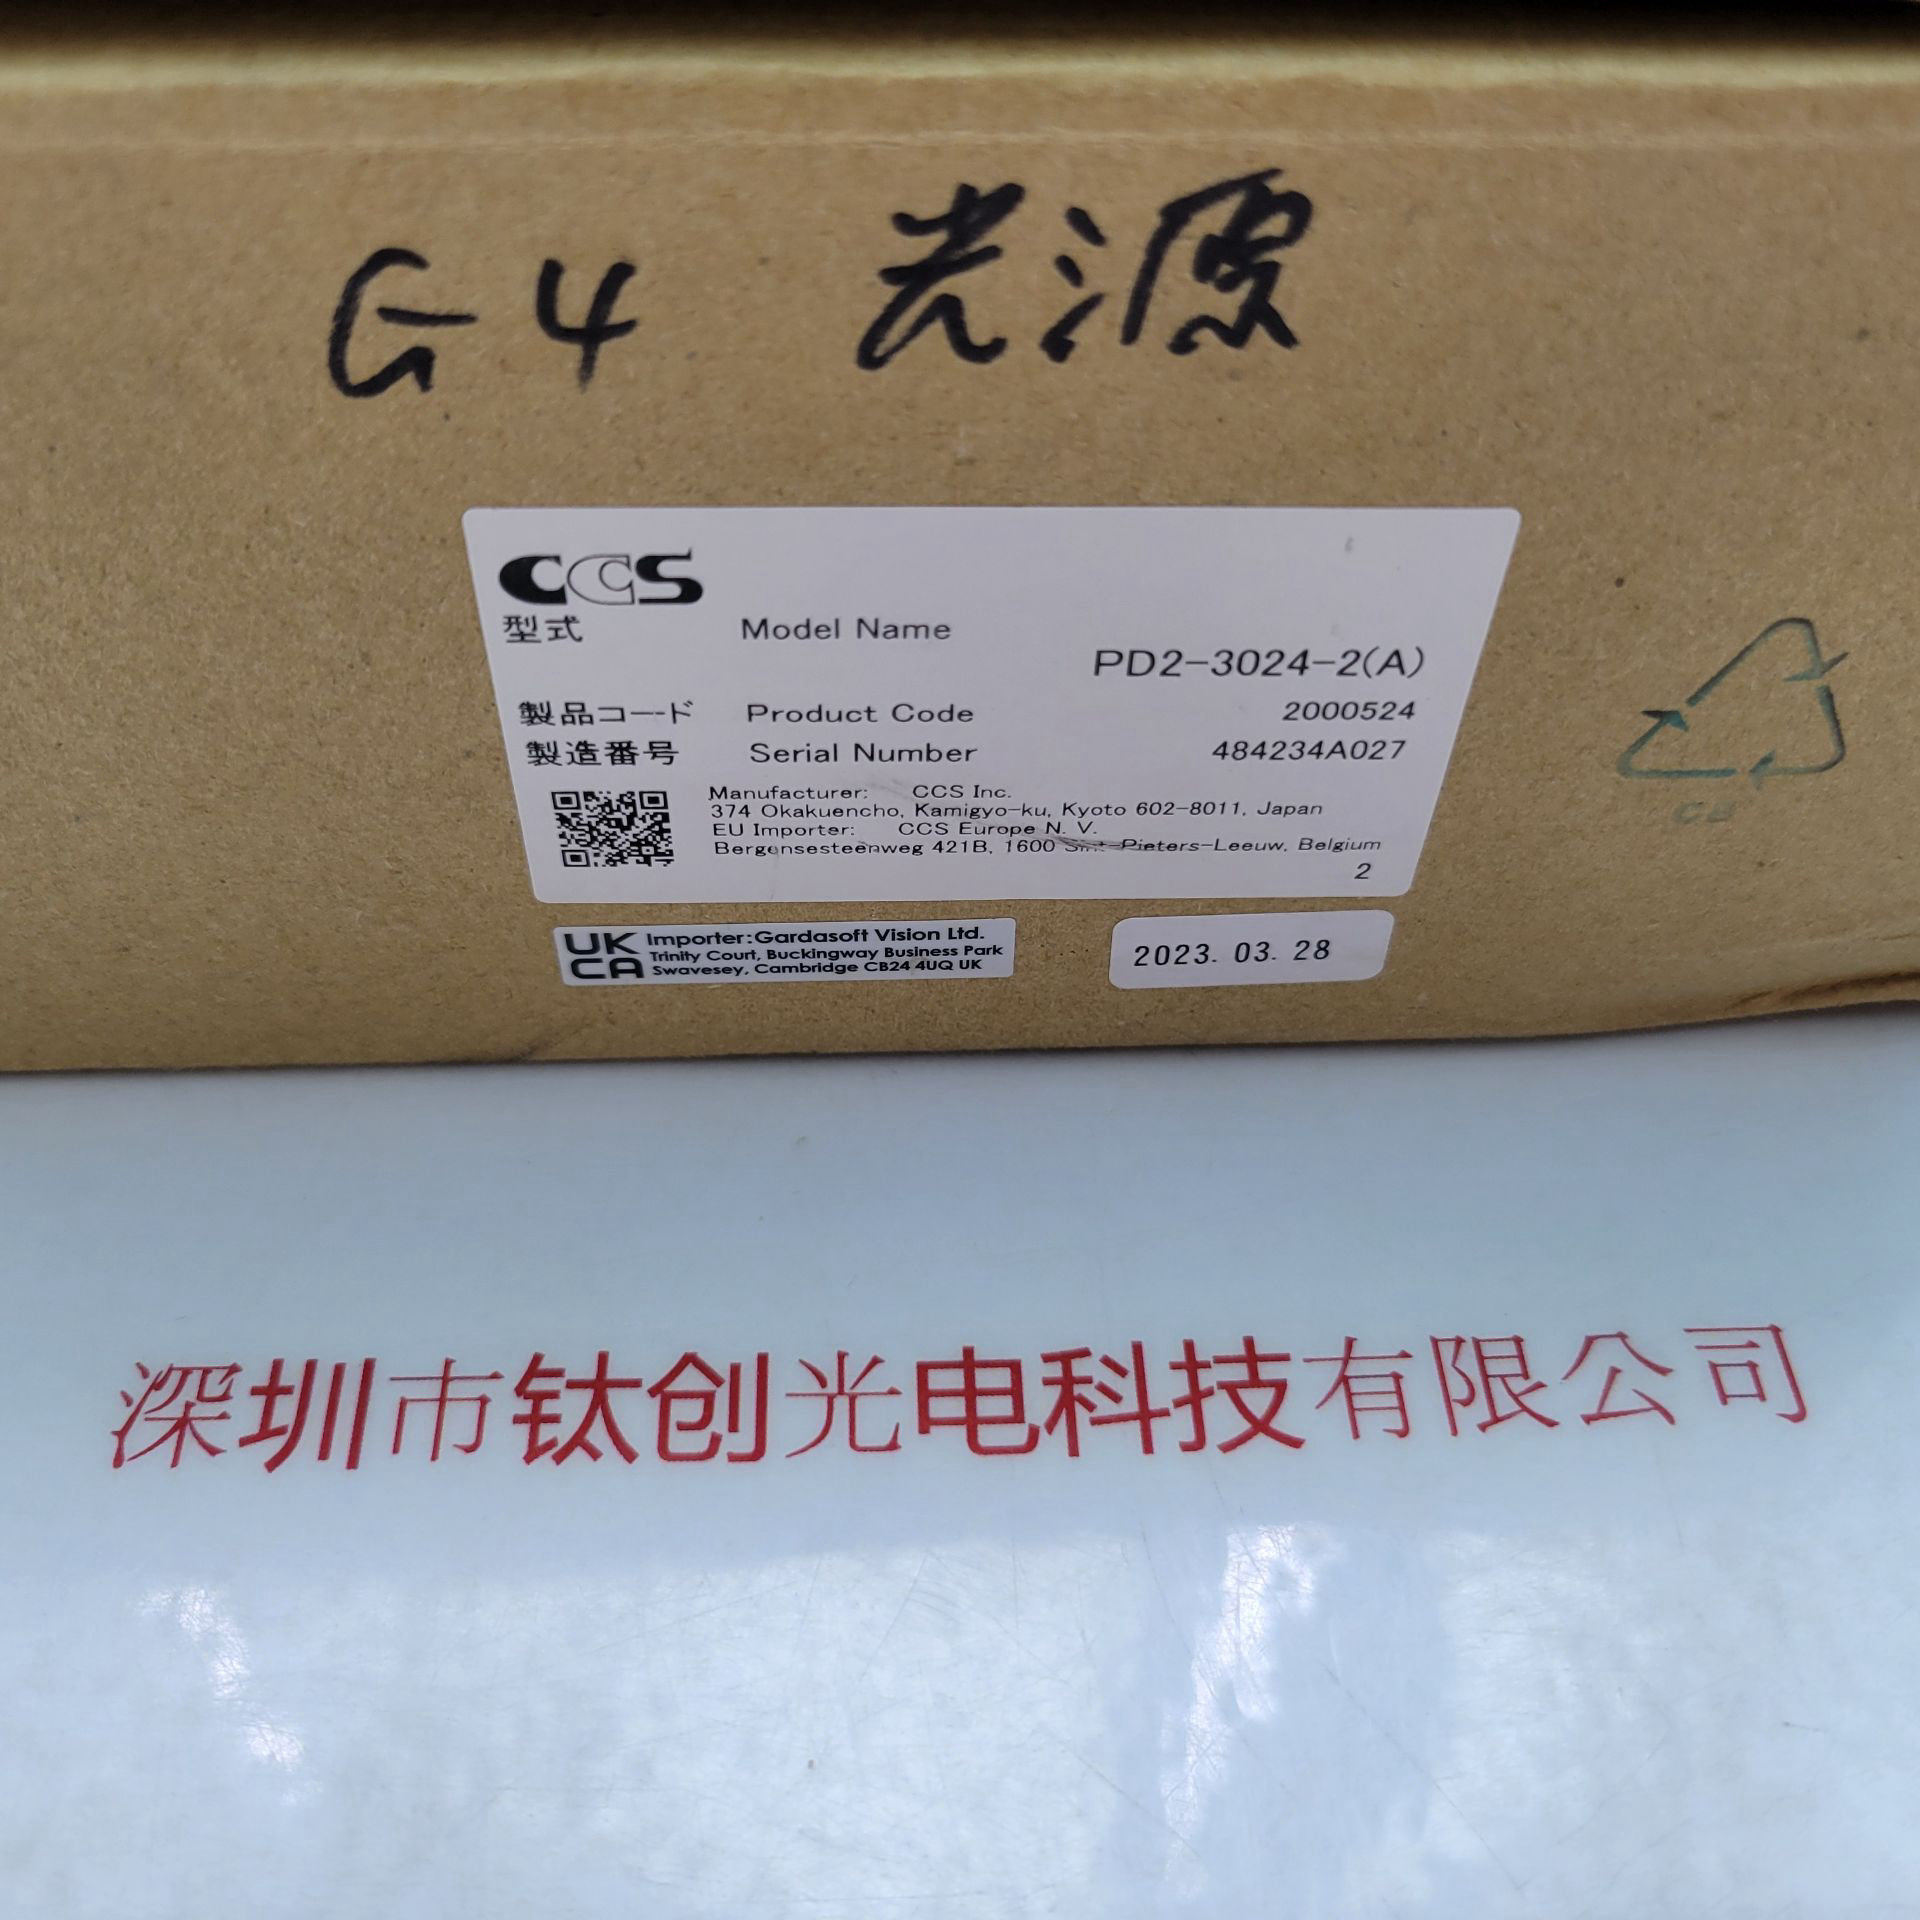 G4 光源
CCS
型式 Model Name
PD2-3024-2(A)
製品コード Product Code 2000524
製造番号 Serial Number 484234A027
Manufacturer: CCS Inc.
374 Okakuencho, Kamigyo-ku, Kyoto 602-8011, Japan
EU Importer: CCS Europe N. V.
Bergensesteenweg 421B, 1600 Sint-Pieters-Leeuw, Belgium
2
UK CA
Importer:Gardasoft Vision Ltd.
Trinity Court, Buckingway Business Park
Swavesey, Cambridge CB24 4UQ UK
2023. 03. 28
深圳市钛创光电科技有限公司